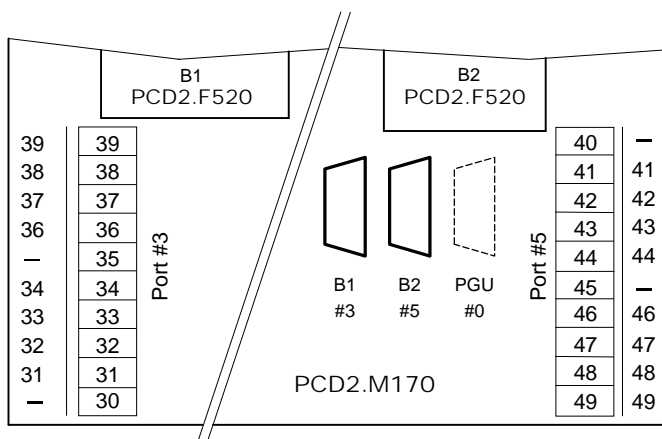 B1
PCD2.F520
B2
PCD2.F520
39 39
38 38
37 37
36 36
– 35
34 34
33 33
32 32
31 31
– 30
Port #3
B1 B2 PGU
#3 #5 #0
PCD2.M170
Port #5
40 –
41 41
42 42
43 43
44 44
45 –
46 46
47 47
48 48
49 49